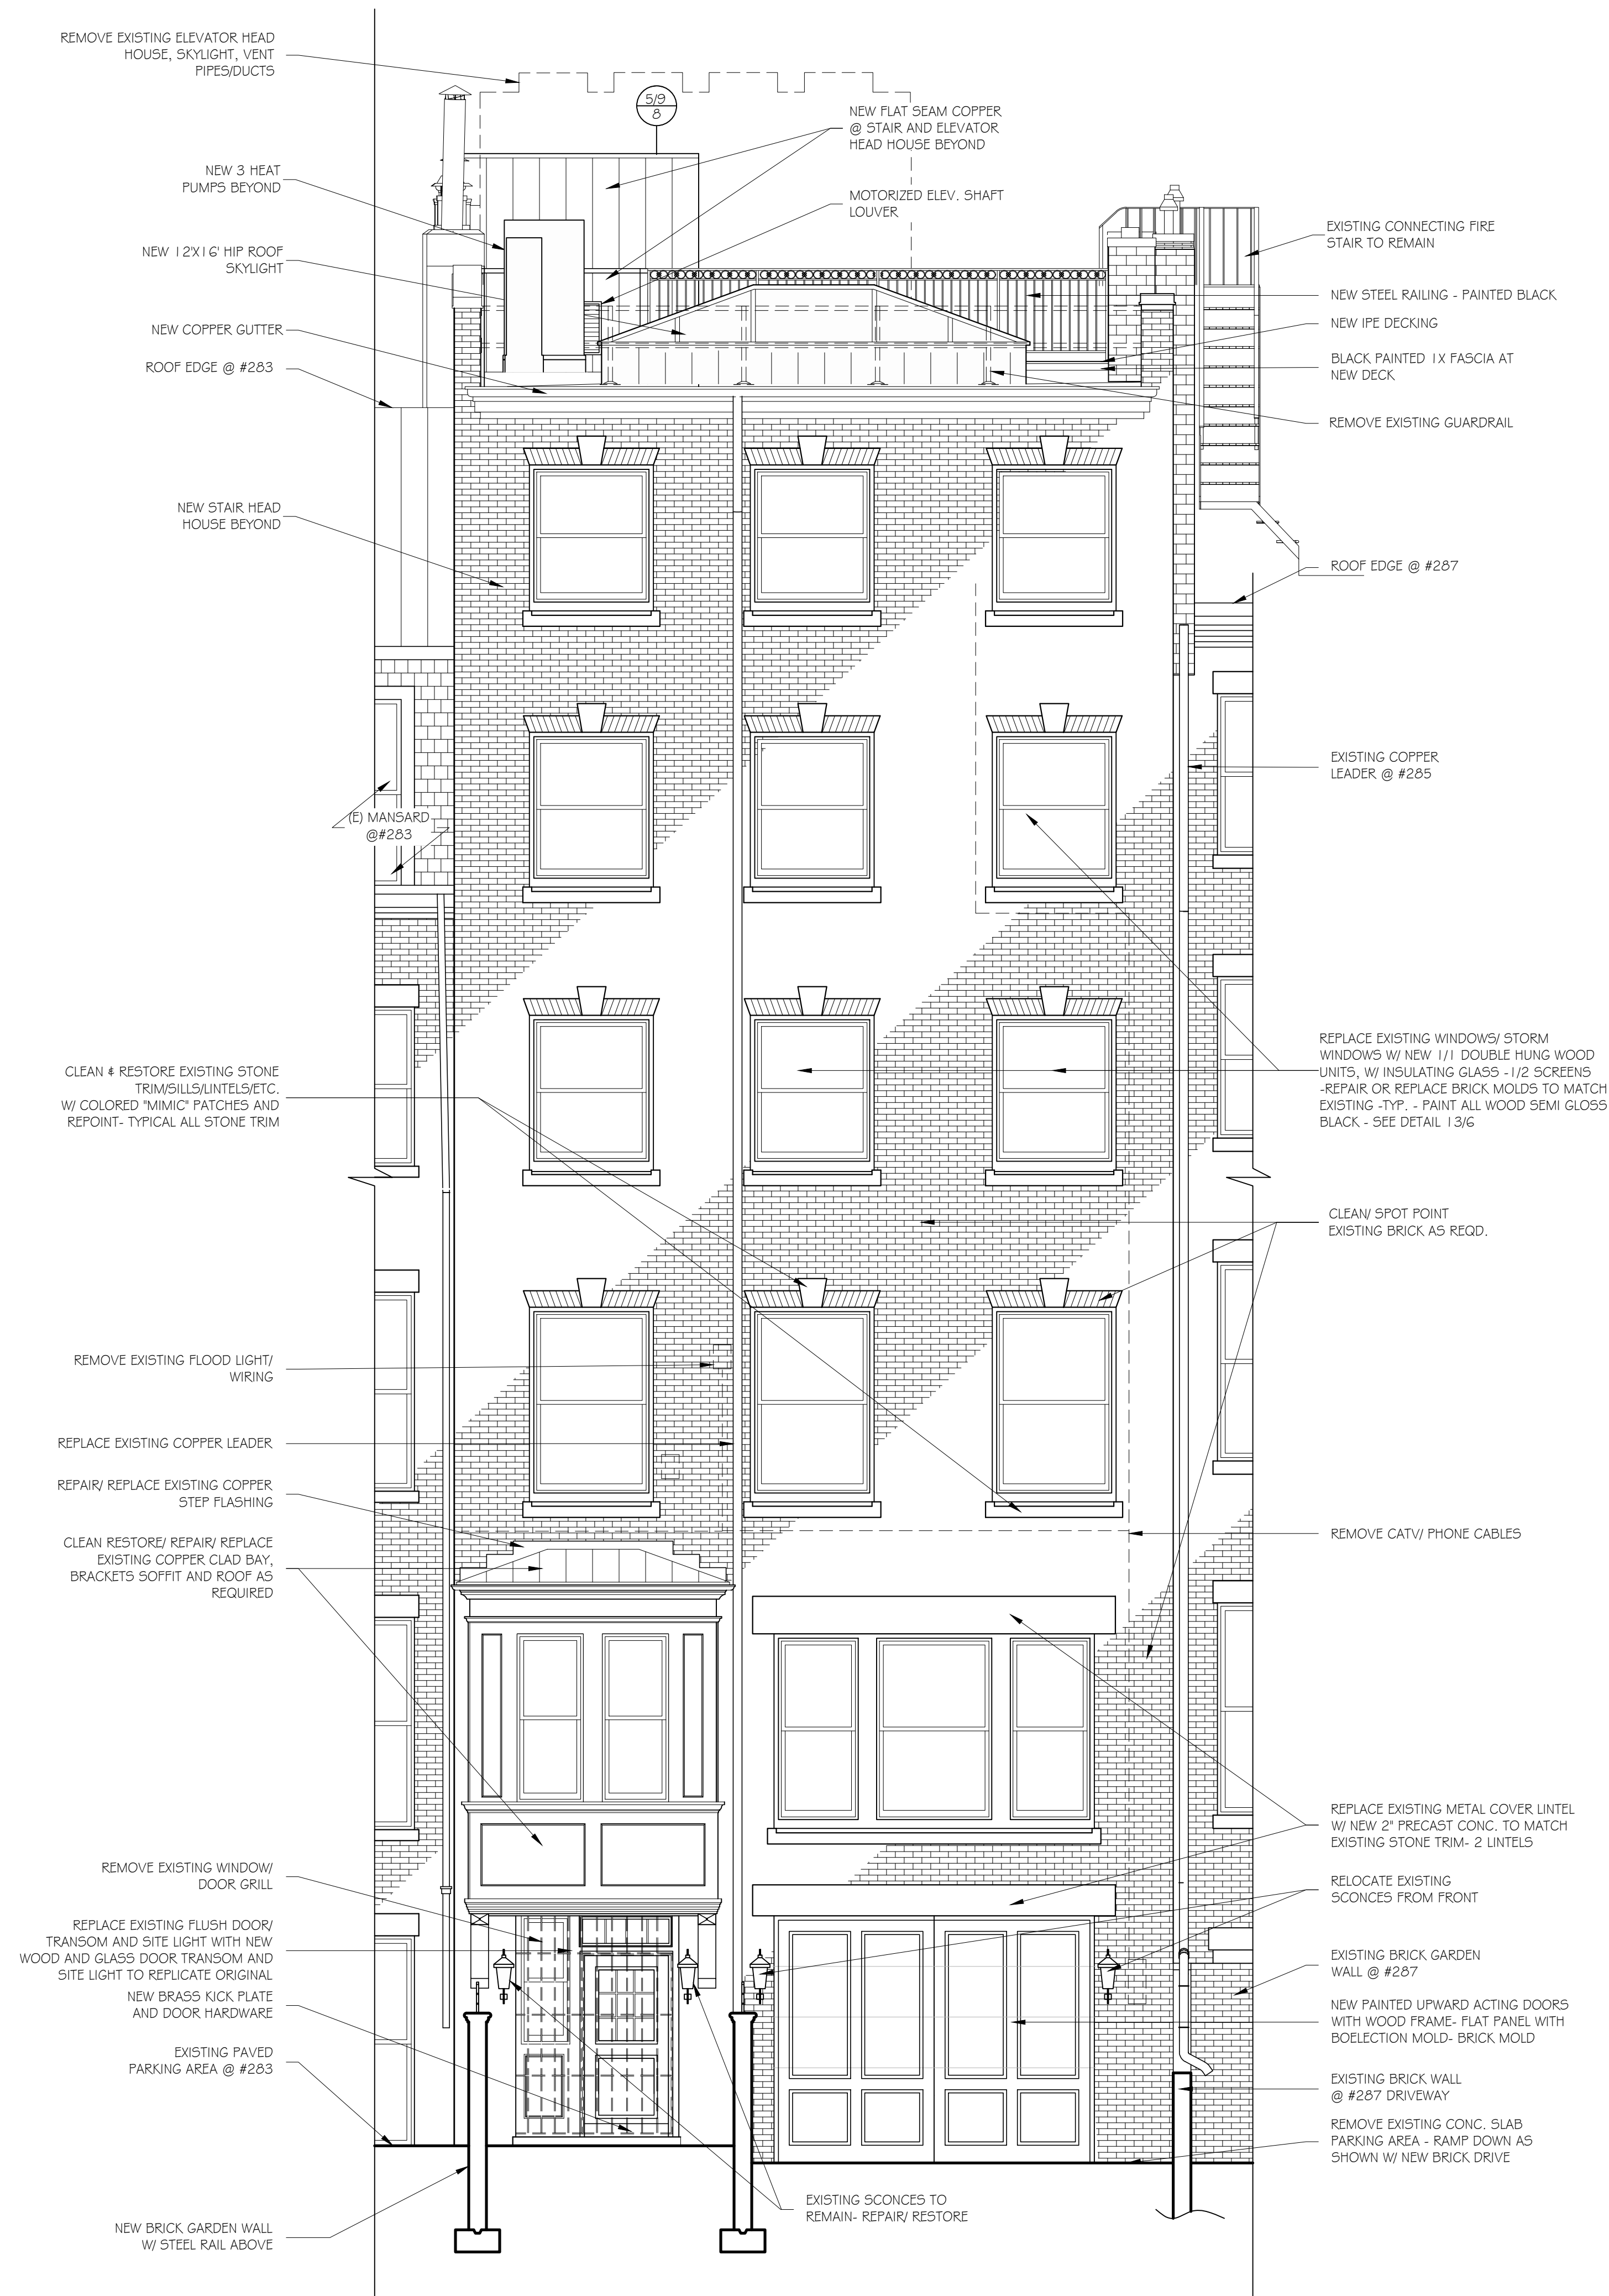 REMOVE EXISTING ELEVATOR HEAD
HOUSE, SKYLIGHT, VENT
PIPES/DUCTS
5/9
8
NEW FLAT SEAM COPPER
@ STAIR AND ELEVATOR
HEAD HOUSE BEYOND
NEW 3 HEAT
PUMPS BEYOND
MOTORIZED ELEV. SHAFT
LOUVER
EXISTING CONNECTING FIRE
STAIR TO REMAIN
NEW 12'X16' HIP ROOF
SKYLIGHT
NEW STEEL RAILING - PAINTED BLACK
NEW IPE DECKING
NEW COPPER GUTTER
BLACK PAINTED 1X FASCIA AT
NEW DECK
ROOF EDGE @ #283
REMOVE EXISTING GUARDRAIL
NEW STAIR HEAD
HOUSE BEYOND
ROOF EDGE @ #287
EXISTING COPPER
LEADER @ #285
(E) MANSARD
@#283
REPLACE EXISTING WINDOWS/ STORM
WINDOWS W/ NEW 1/1 DOUBLE HUNG WOOD
UNITS, W/ INSULATING GLASS -1/2 SCREENS
-REPAIR OR REPLACE BRICK MOLDS TO MATCH
EXISTING -TYP. - PAINT ALL WOOD SEMI GLOSS
BLACK - SEE DETAIL 13/6
CLEAN & RESTORE EXISTING STONE
TRIM/SILLS/LINTELS/ETC.
W/ COLORED "MIMIC" PATCHES AND
REPOINT- TYPICAL ALL STONE TRIM
CLEAN/ SPOT POINT
EXISTING BRICK AS REQD.
REMOVE EXISTING FLOOD LIGHT/
WIRING
REPLACE EXISTING COPPER LEADER
REPAIR/ REPLACE EXISTING COPPER
STEP FLASHING
REMOVE CATV/ PHONE CABLES
CLEAN RESTORE/ REPAIR/ REPLACE
EXISTING COPPER CLAD BAY,
BRACKETS SOFFIT AND ROOF AS
REQUIRED
REPLACE EXISTING METAL COVER LINTEL
W/ NEW 2" PRECAST CONC. TO MATCH
EXISTING STONE TRIM- 2 LINTELS
REMOVE EXISTING WINDOW/
DOOR GRILL
RELOCATE EXISTING
SCONCES FROM FRONT
REPLACE EXISTING FLUSH DOOR/
TRANSOM AND SITE LIGHT WITH NEW
WOOD AND GLASS DOOR TRANSOM AND
SITE LIGHT TO REPLICATE ORIGINAL
EXISTING BRICK GARDEN
WALL @ #287
NEW BRASS KICK PLATE
AND DOOR HARDWARE
NEW PAINTED UPWARD ACTING DOORS
WITH WOOD FRAME- FLAT PANEL WITH
BOELECTION MOLD- BRICK MOLD
EXISTING PAVED
PARKING AREA @ #283
EXISTING BRICK WALL
@ #287 DRIVEWAY
REMOVE EXISTING CONC. SLAB
PARKING AREA - RAMP DOWN AS
SHOWN W/ NEW BRICK DRIVE
EXISTING SCONCES TO
REMAIN- REPAIR/ RESTORE
NEW BRICK GARDEN WALL
W/ STEEL RAIL ABOVE